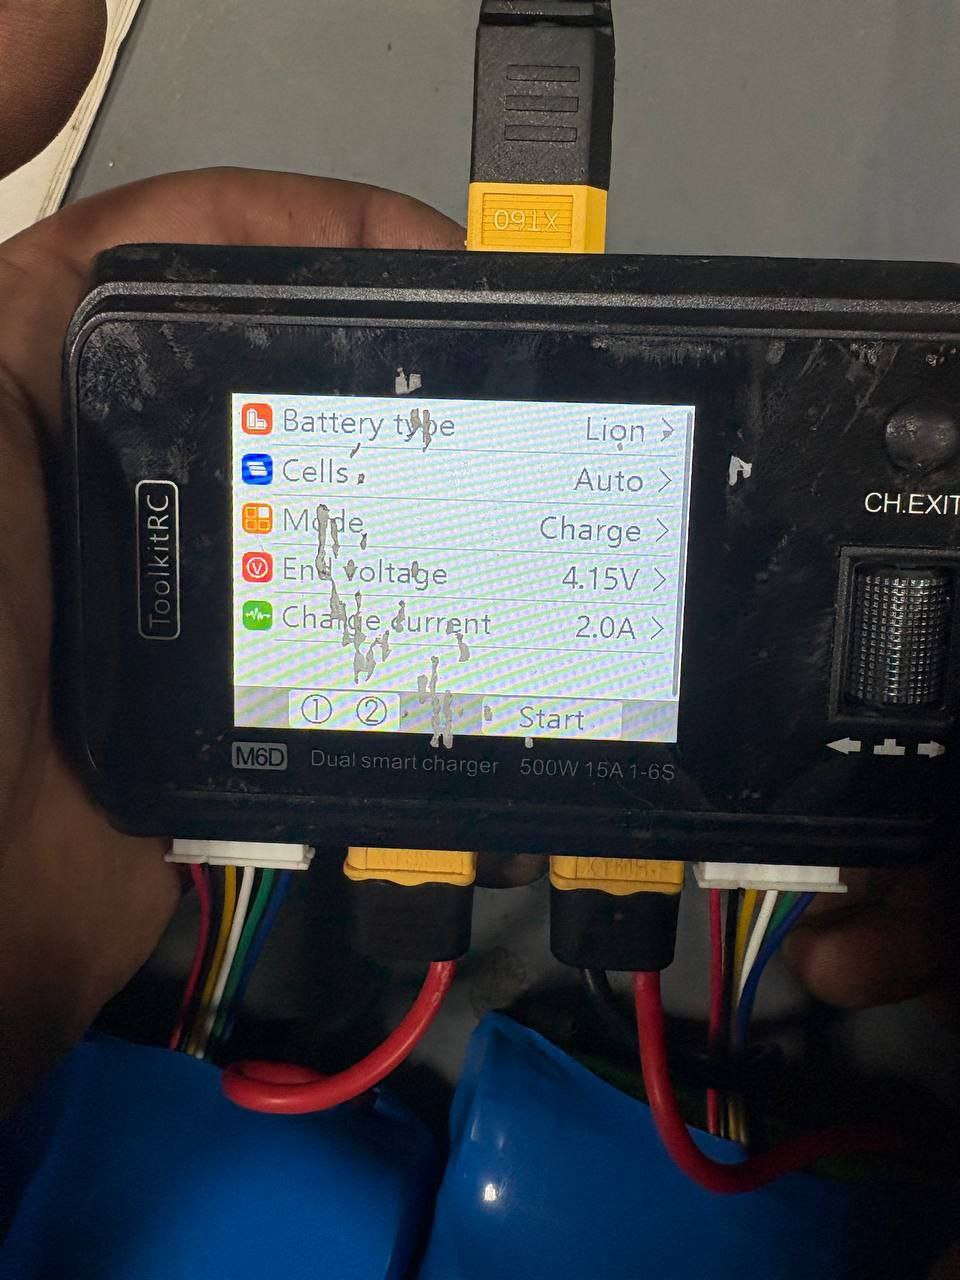 XT60
Battery type Lion >
Cells Auto >
Mode Charge >
End voltage 4.15V >
Charge current 2.0A >
① ② Start
ToolkitRC
CH.EXIT
M6D Dual smart charger 500W 15A 1-6S